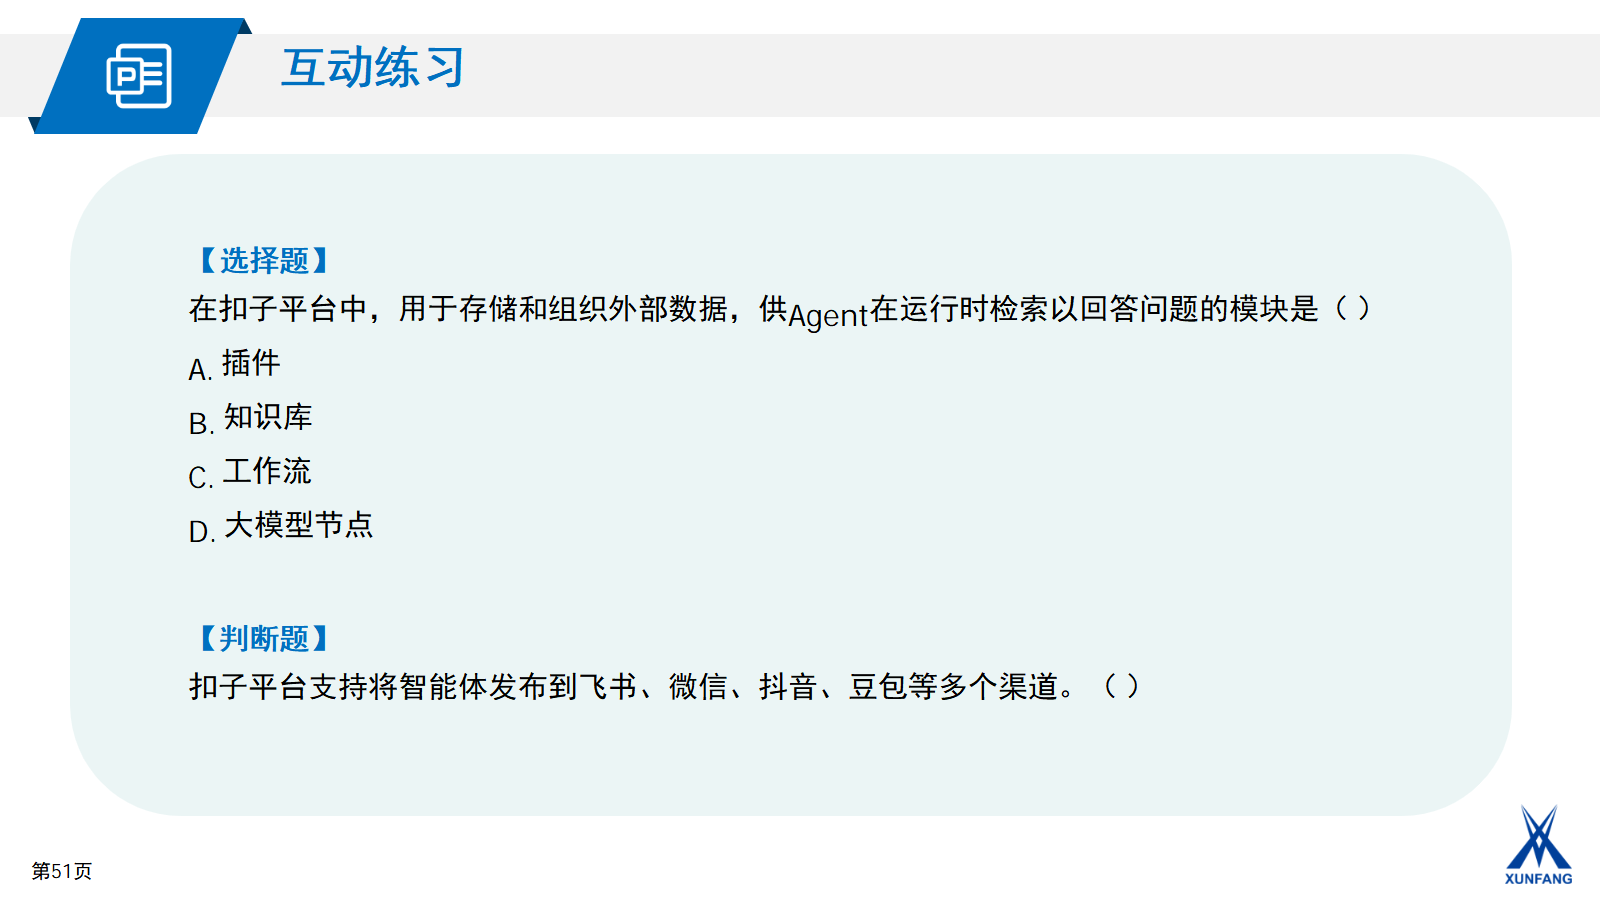 互动练习
【选择题】
在扣子平台中，用于存储和组织外部数据，供Agent在运行时检索以回答问题的模块是（ ）
A. 插件
B. 知识库
C. 工作流
D. 大模型节点
【判断题】
扣子平台支持将智能体发布到飞书、微信、抖音、豆包等多个渠道。（ ）
第51页
XUNFANG